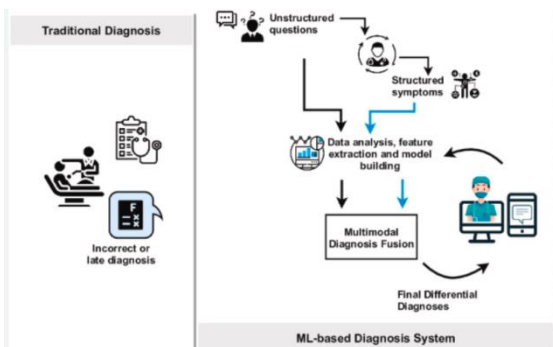 Traditional Diagnosis
Incorrect or
late diagnosis
Unstructured
questions
Structured
symptoms
Data analysis, feature
extraction and model
building
Multimodal
Diagnosis Fusion
Final Differential
Diagnoses
ML-based Diagnosis System